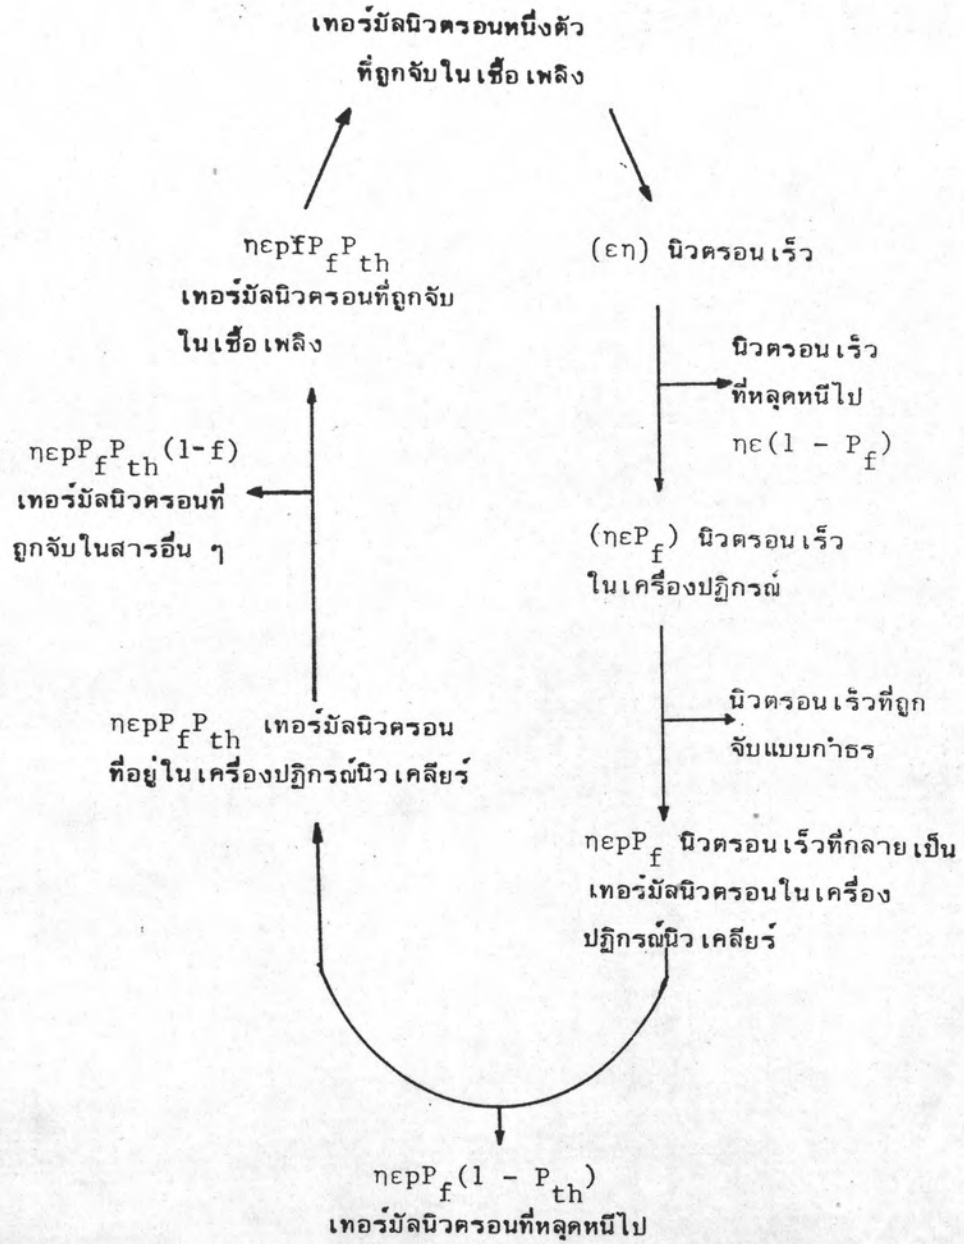 เทอร์มัลนิวตรอนหนึ่งตัว
ที่ถูกจับในเชื้อเพลิง
(εη) นิวตรอนเร็ว
นิวตรอนเร็ว
ที่หลุดหนีไป
ηε(1 - P_f)
(ηεP_f) นิวตรอนเร็ว
ในเครื่องปฏิกรณ์
นิวตรอนเร็วที่ถูก
จับแบบกำธร
ηεpP_f นิวตรอนเร็วที่กลายเป็น
เทอร์มัลนิวตรอนในเครื่อง
ปฏิกรณ์นิวเคลียร์
ηεpP_f(1 - P_th)
เทอร์มัลนิวตรอนที่หลุดหนีไป
ηεpP_fP_th เทอร์มัลนิวตรอน
ที่อยู่ในเครื่องปฏิกรณ์นิวเคลียร์
ηεpP_fP_th(1-f)
เทอร์มัลนิวตรอนที่
ถูกจับในสารอื่น ๆ
ηεpfP_fP_th
เทอร์มัลนิวตรอนที่ถูกจับ
ในเชื้อเพลิง